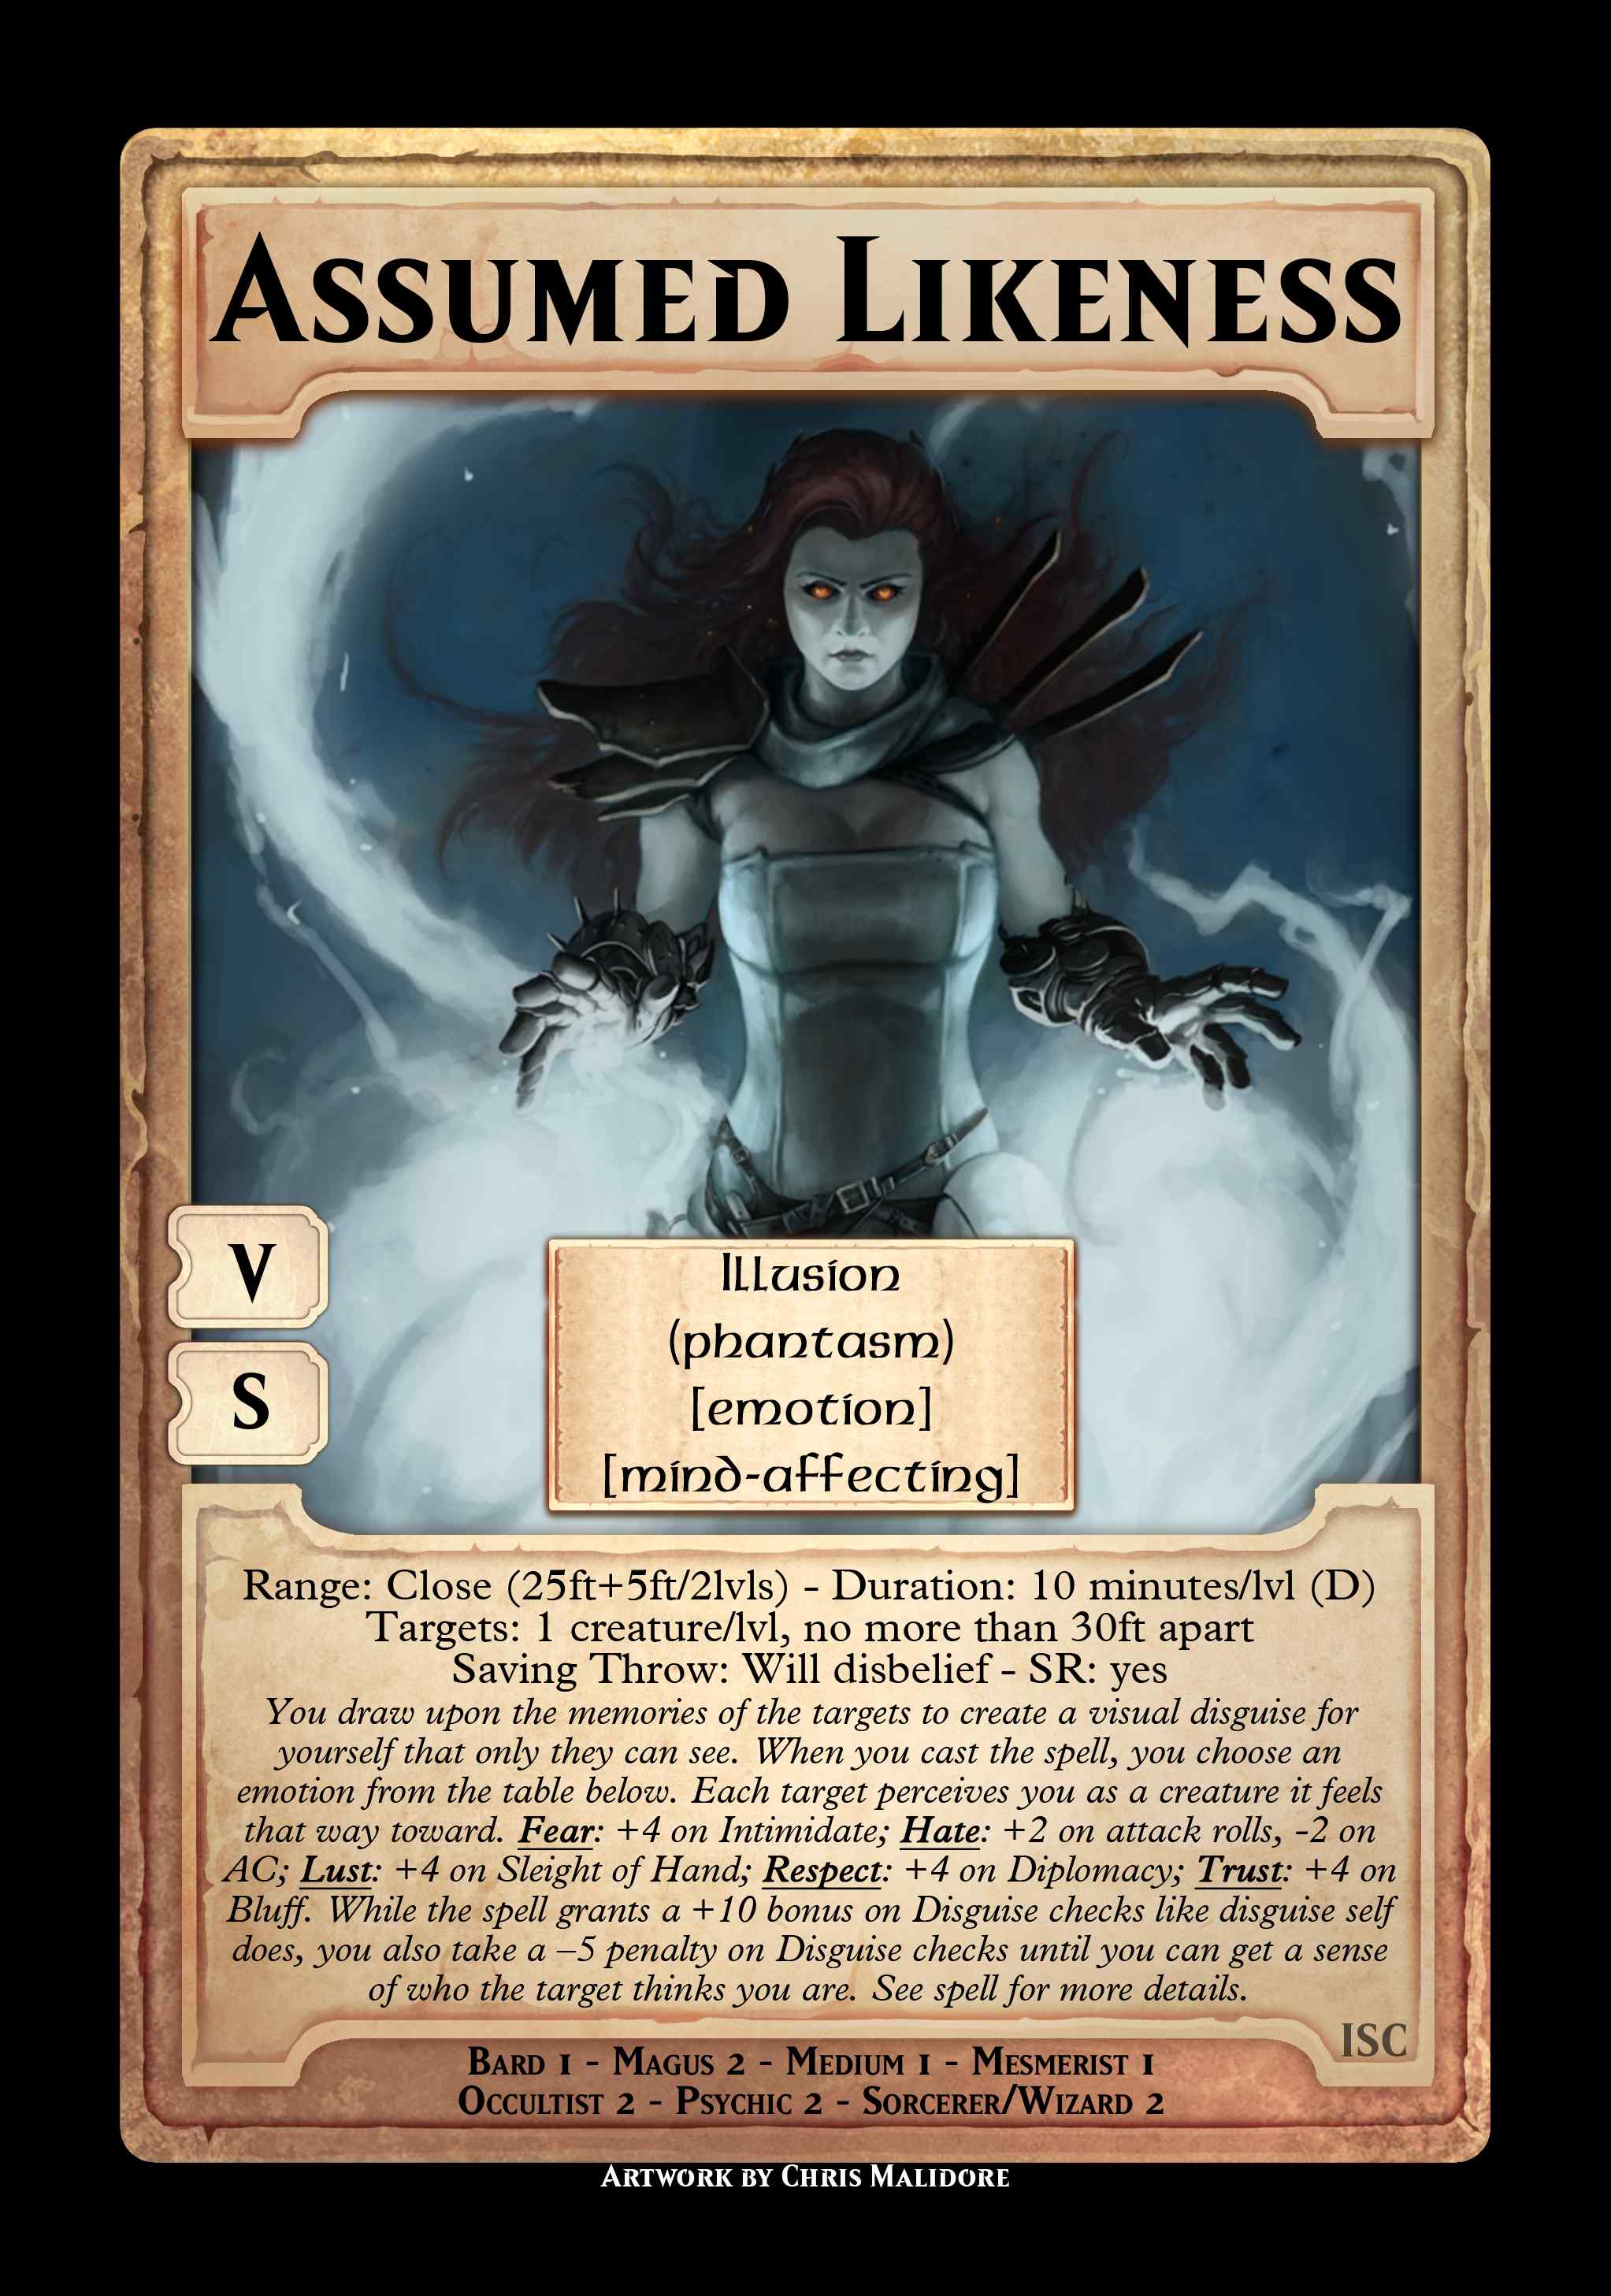 Assumed Likeness
V
S
Illusion
(phantasm)
[emotion]
[mind-affecting]
Range: Close (25ft+5ft/2lvls) - Duration: 10 minutes/lvl (D)
Targets: 1 creature/lvl, no more than 30ft apart
Saving Throw: Will disbelief - SR: yes
You draw upon the memories of the targets to create a visual disguise for
yourself that only they can see. When you cast the spell, you choose an
emotion from the table below. Each target perceives you as a creature it feels
that way toward. Fear: +4 on Intimidate; Hate: +2 on attack rolls, -2 on
AC; Lust: +4 on Sleight of Hand; Respect: +4 on Diplomacy; Trust: +4 on
Bluff. While the spell grants a +10 bonus on Disguise checks like disguise self
does, you also take a –5 penalty on Disguise checks until you can get a sense
of who the target thinks you are. See spell for more details.
ISC
Bard 1 - Magus 2 - Medium 1 - Mesmerist 1
Occultist 2 - Psychic 2 - Sorcerer/Wizard 2
Artwork by Chris Malidore